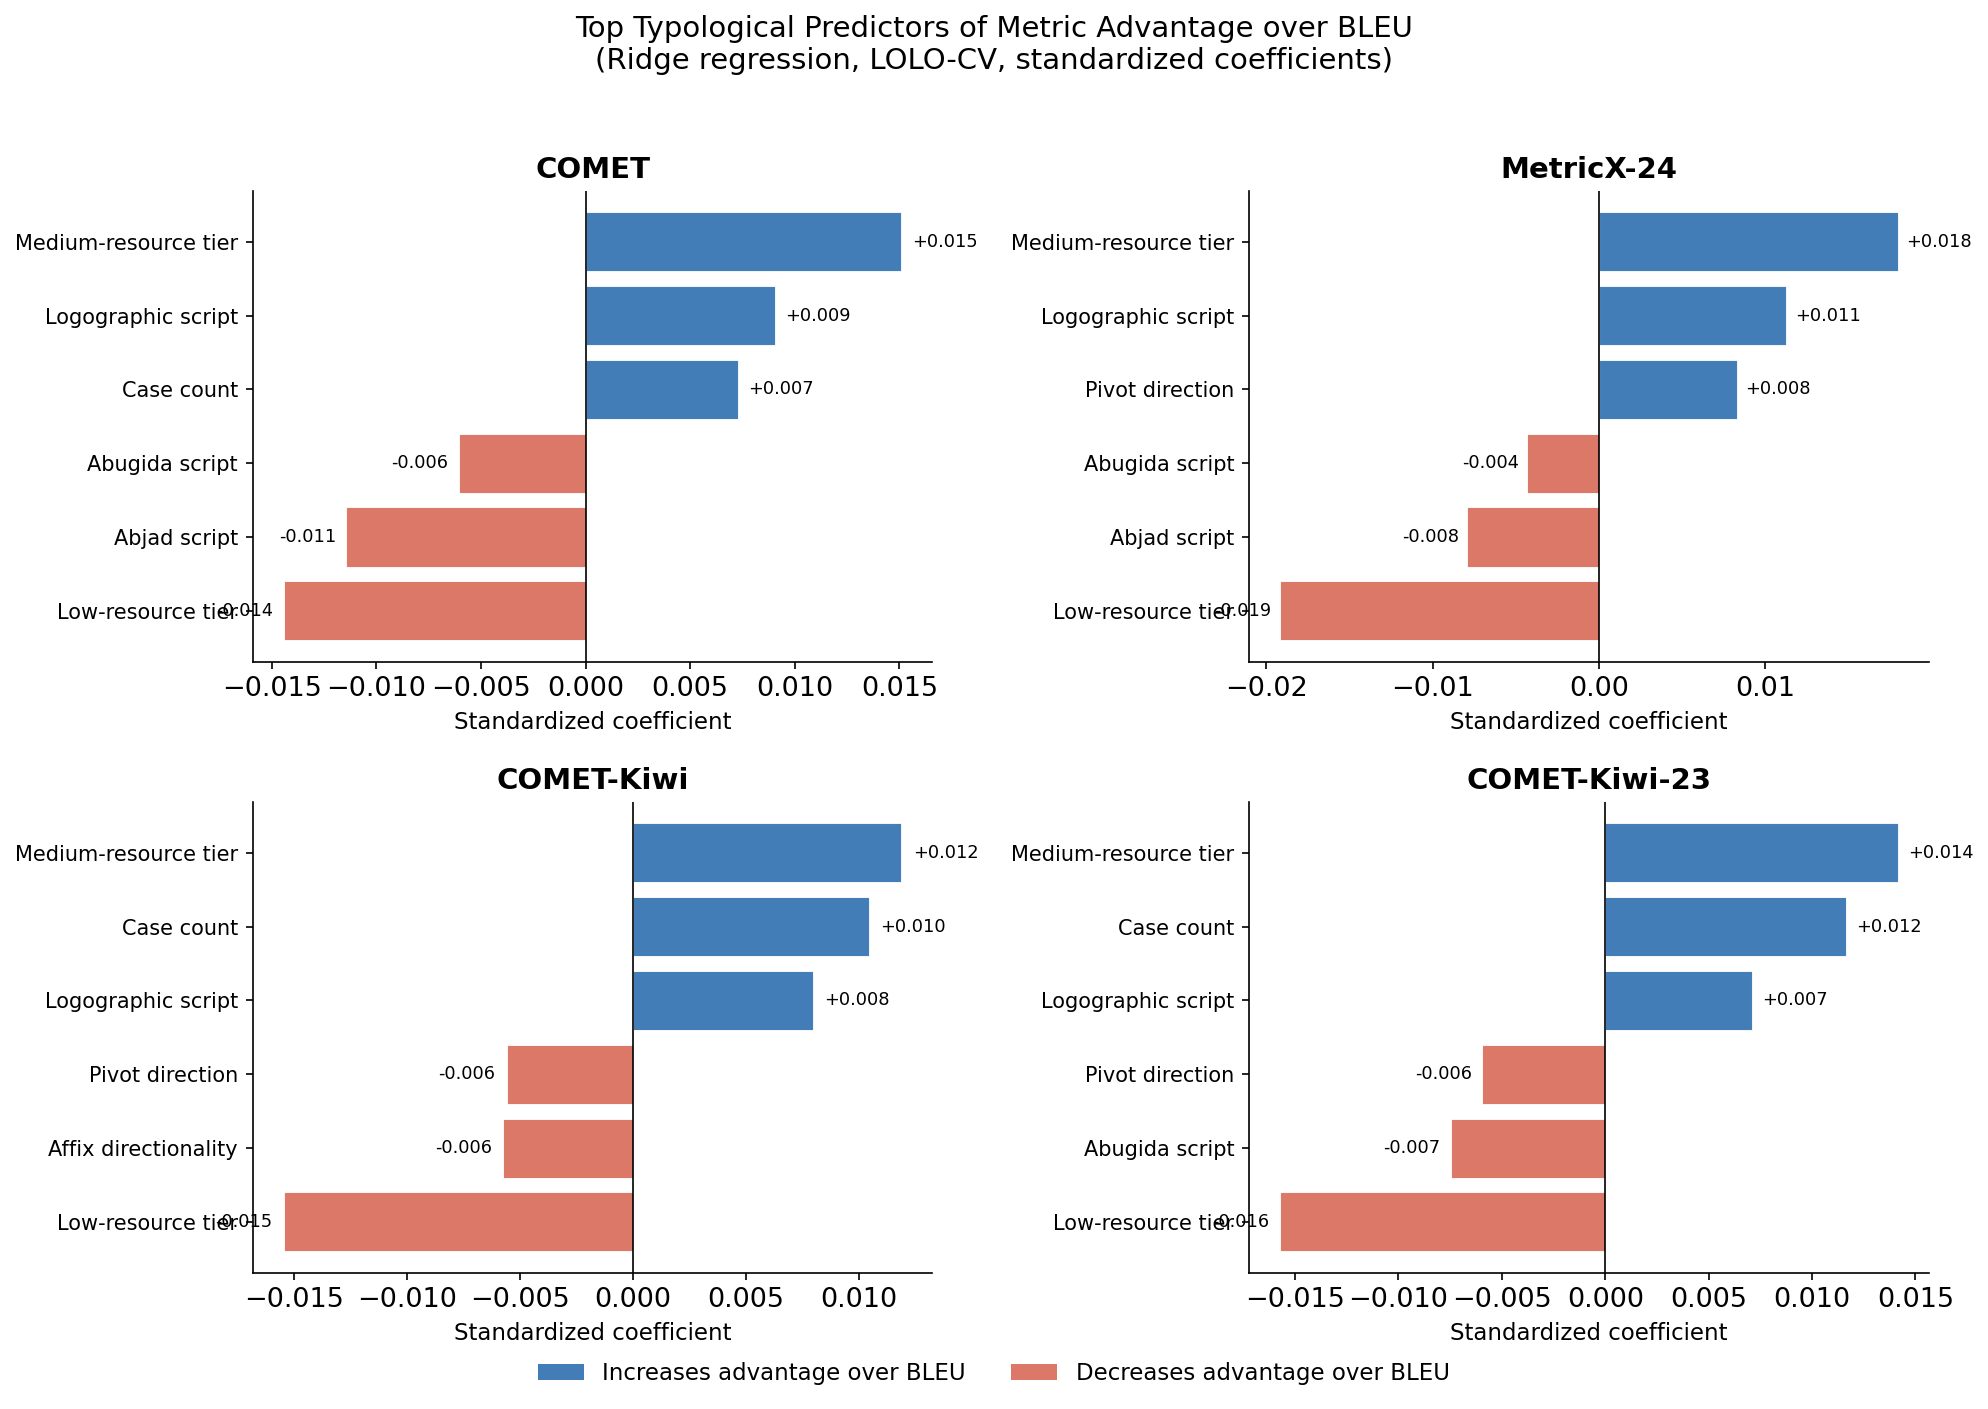 Top Typological Predictors of Metric Advantage over BLEU
(Ridge regression, LOLO-CV, standardized coefficients)
COMET
Medium-resource tier +0.015
Logographic script +0.009
Case count +0.007
Abugida script -0.006
Abjad script -0.011
Low-resource tier -0.014
−0.015 −0.010 −0.005 0.000 0.005 0.010 0.015
Standardized coefficient
MetricX-24
Medium-resource tier +0.018
Logographic script +0.011
Pivot direction +0.008
Abugida script -0.004
Abjad script -0.008
Low-resource tier -0.019
−0.02 −0.01 0.00 0.01
Standardized coefficient
COMET-Kiwi
Medium-resource tier +0.012
Case count +0.010
Logographic script +0.008
Pivot direction -0.006
Affix directionality -0.006
Low-resource tier -0.015
−0.015 −0.010 −0.005 0.000 0.005 0.010
Standardized coefficient
COMET-Kiwi-23
Medium-resource tier +0.014
Case count +0.012
Logographic script +0.007
Pivot direction -0.006
Abugida script -0.007
Low-resource tier -0.016
−0.015 −0.010 −0.005 0.000 0.005 0.010 0.015
Standardized coefficient
Increases advantage over BLEU
Decreases advantage over BLEU